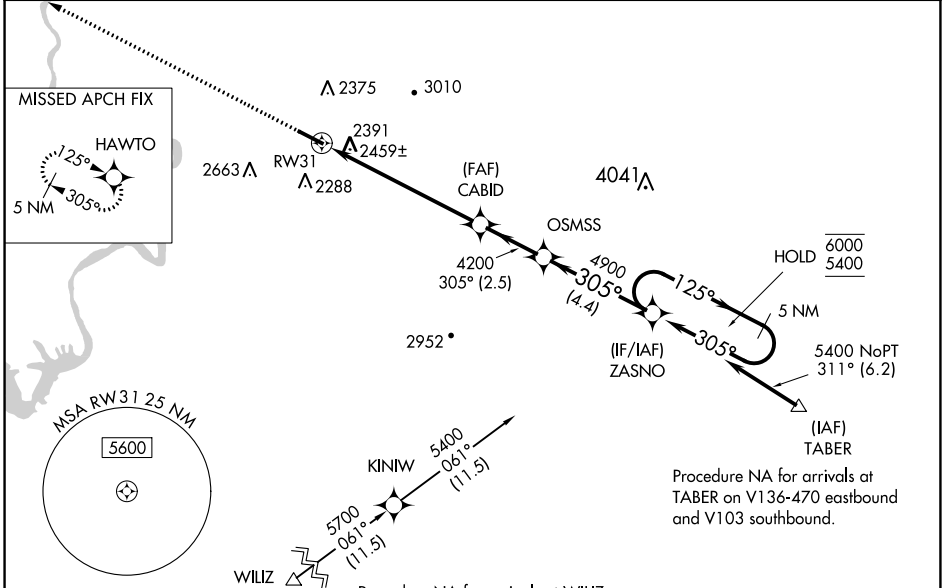 MISSED APCH FIX
HAWTO
125°
305°
5 NM
2375
3010
2391
2459±
RW31
2663
2288
(FAF)
CABID
4041
OSMSS
4200
305° (2.5)
4900
305°
(4.4)
125°
HOLD
6000
5400
5 NM
305°
(IF/IAF)
ZASNO
5400 NoPT
311° (6.2)
(IAF)
TABER
2952
MSA RW31 25 NM
5600
KINIW
5400
061°
(11.5)
5700
061°
(11.5)
WILIZ
Procedure NA for arrivals at
TABER on V136-470 eastbound
and V103 southbound.